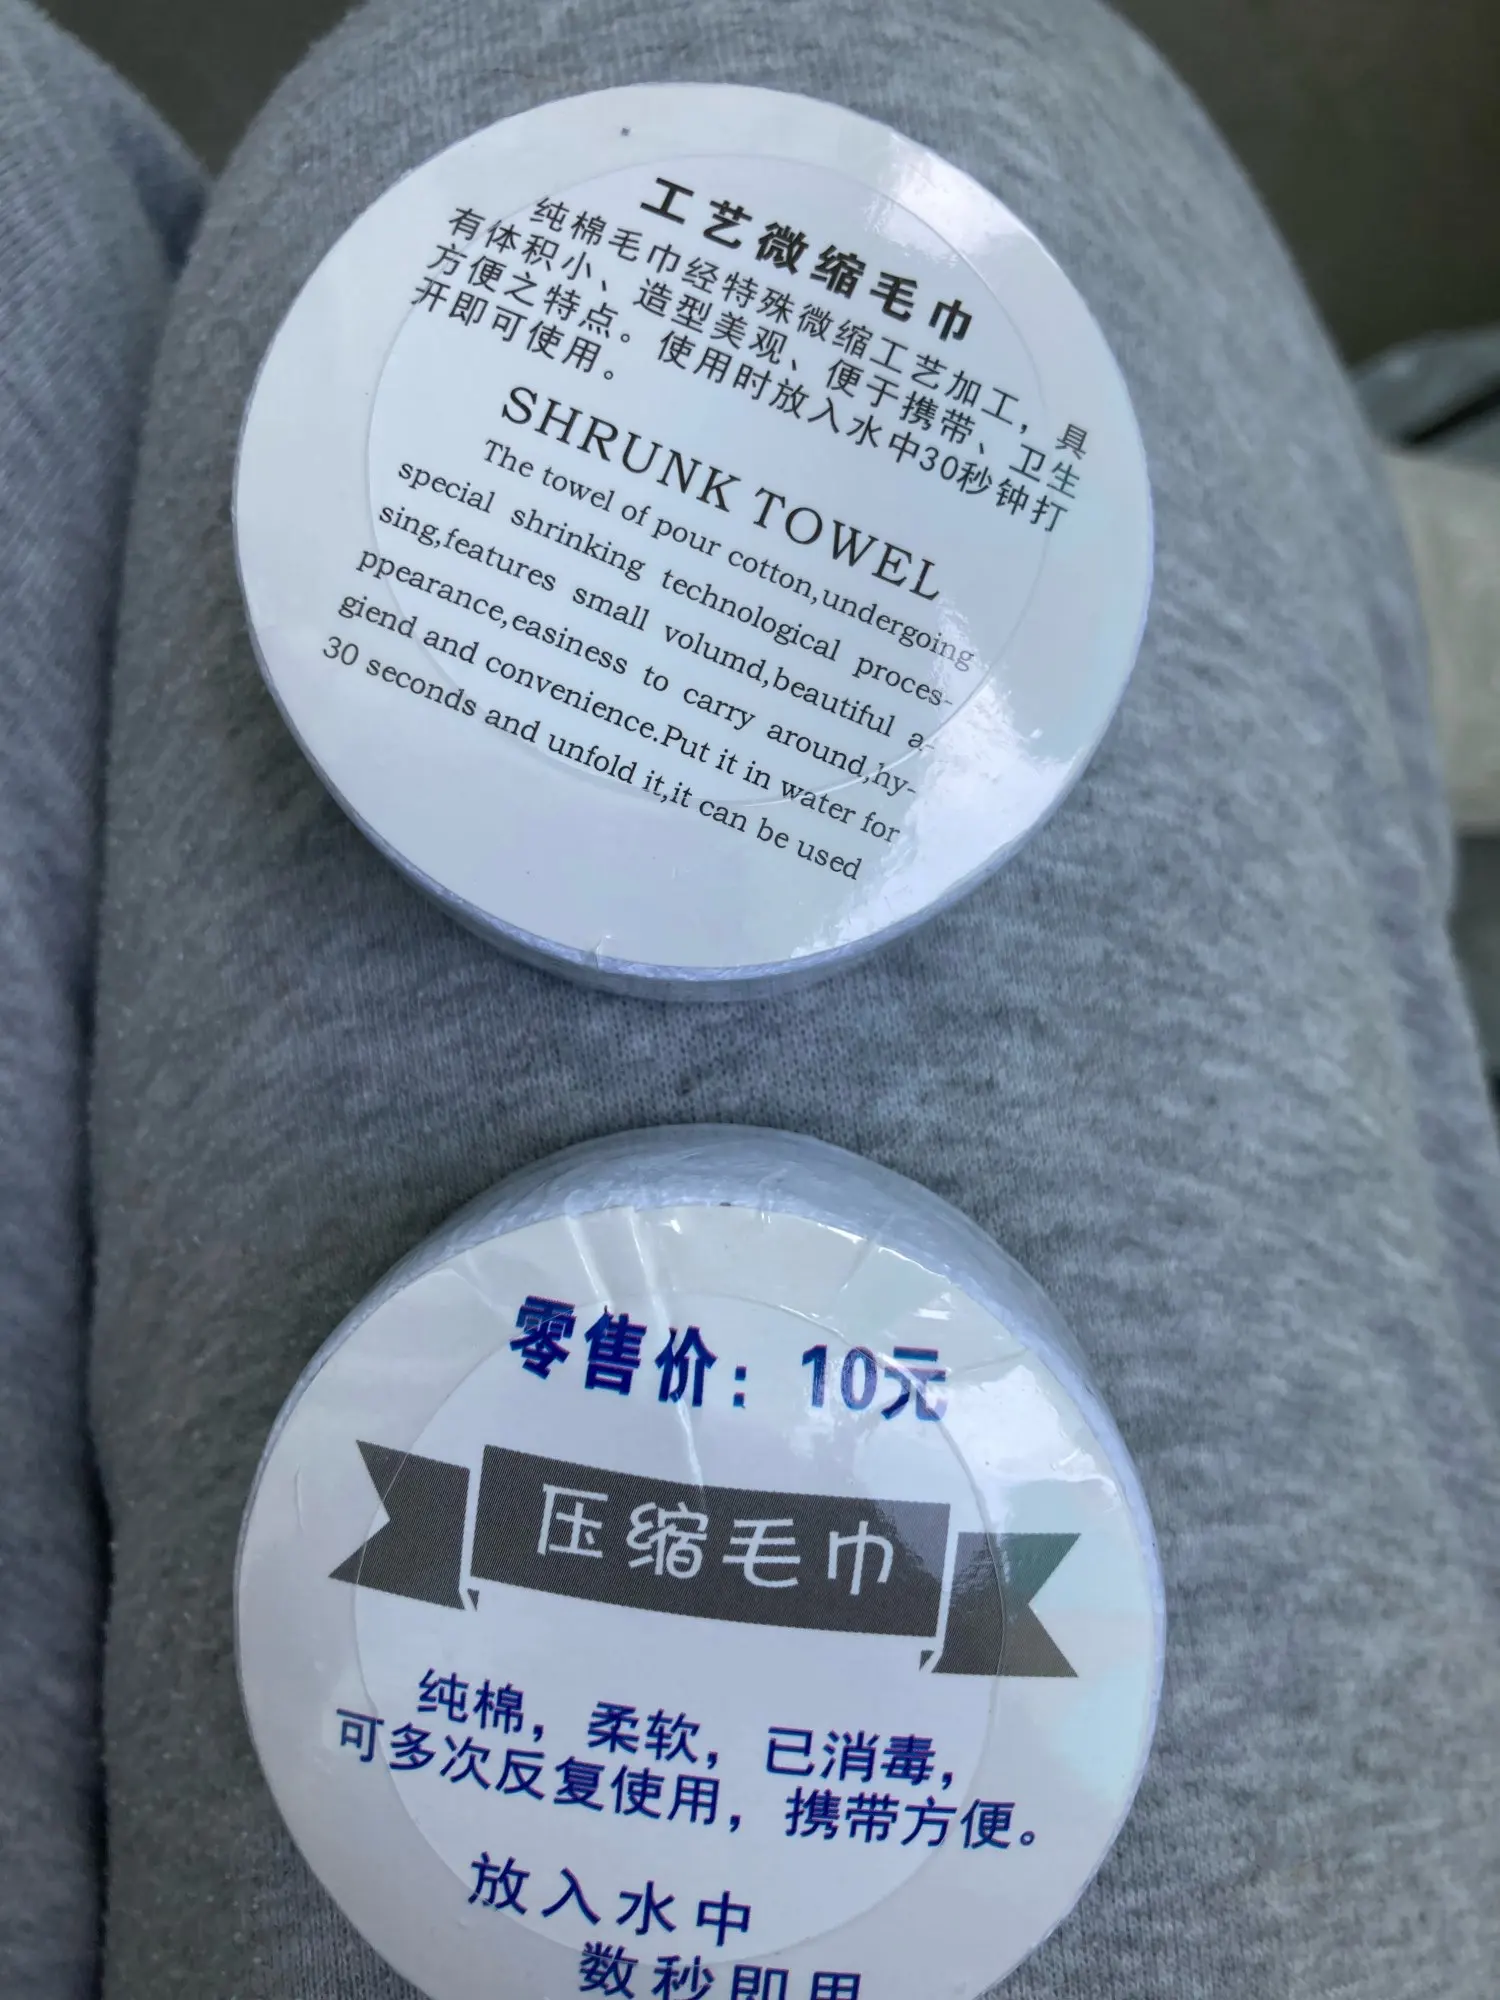 工艺微缩毛巾
纯棉毛巾经特殊微缩工艺加工，具
有体积小、造型美观、便于携带、卫生
方便之特点。使用时放入水中30秒钟打
开即可使用。
SHRUNK TOWEL
The towel of pour cotton,undergoing
special shrinking technological proces-
sing,features small volumd,beautiful a-
ppearance,easiness to carry around,hy-
giend and convenience.Put it in water for
30 seconds and unfold it,it can be used
零售价：10元
压缩毛巾
纯棉，柔软，已消毒，
可多次反复使用，携带方便。
放入水中
数秒即用